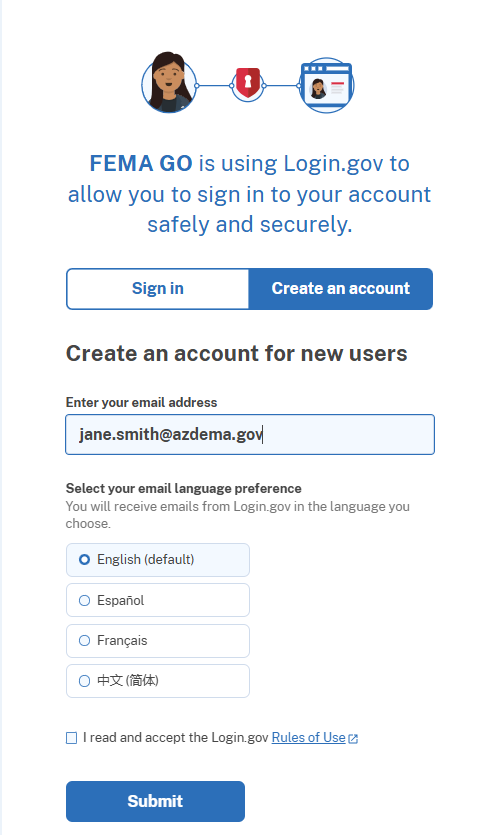 FEMA GO is using Login.gov to
allow you to sign in to your account
safely and securely.
Sign in
Create an account
Create an account for new users
Enter your email address
jane.smith@azdema.gov
Select your email language preference
You will receive emails from Login.gov in the language you
choose.
English (default)
Español
Français
中文 (简体)
I read and accept the Login.gov Rules of Use
Submit